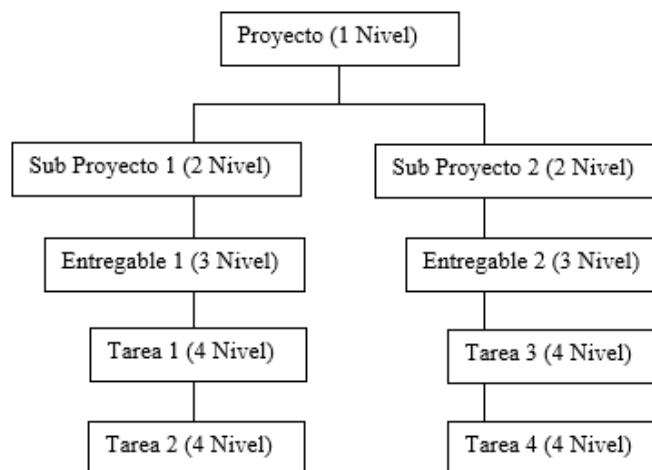 Proyecto (1 Nivel)
Sub Proyecto 1 (2 Nivel)
Sub Proyecto 2 (2 Nivel)
Entregable 1 (3 Nivel)
Entregable 2 (3 Nivel)
Tarea 1 (4 Nivel)
Tarea 3 (4 Nivel)
Tarea 2 (4 Nivel)
Tarea 4 (4 Nivel)